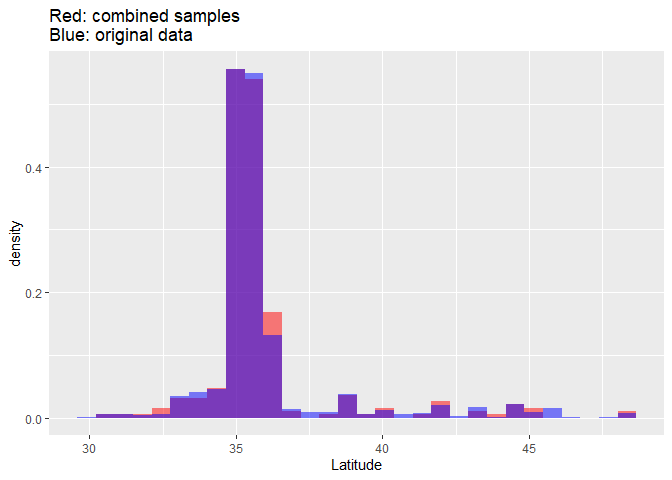 Red: combined samples
Blue: original data
0.4
0.2
0.0
density
30 35 40 45
Latitude